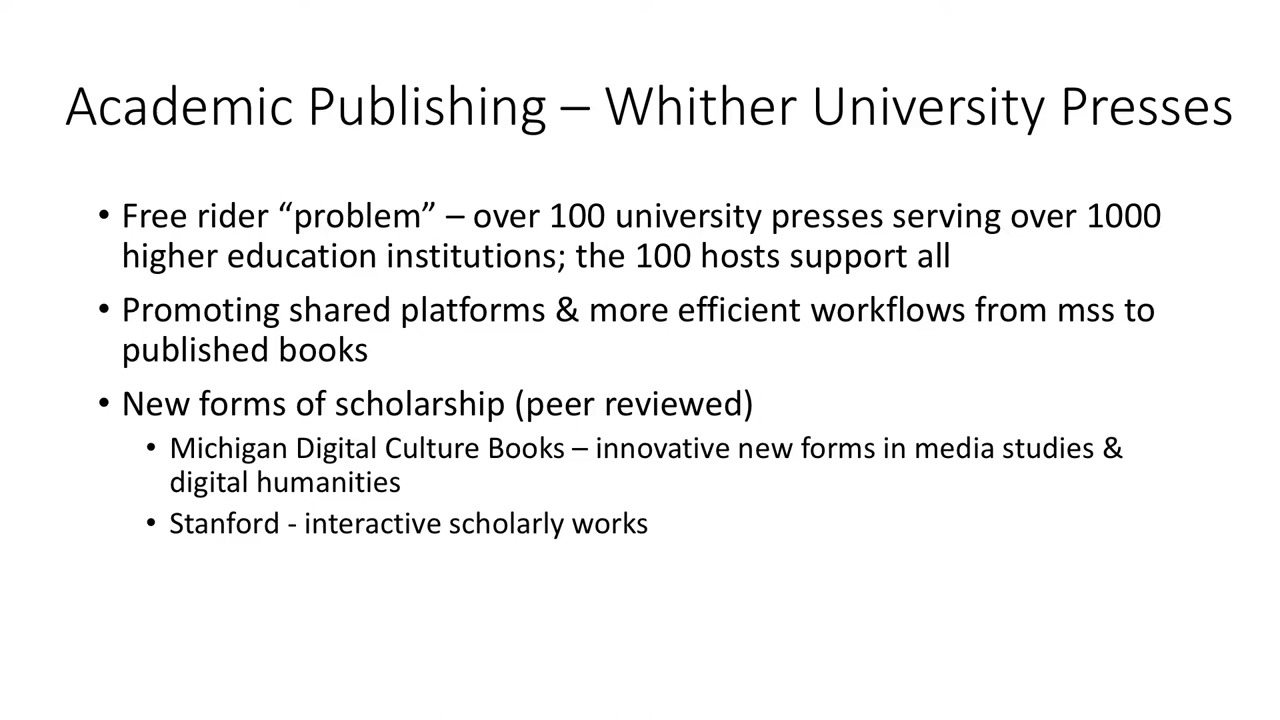 Academic Publishing – Whither University Presses
• Free rider “problem” – over 100 university presses serving over 1000
higher education institutions; the 100 hosts support all
• Promoting shared platforms & more efficient workflows from mss to
published books
• New forms of scholarship (peer reviewed)
• Michigan Digital Culture Books – innovative new forms in media studies &
digital humanities
• Stanford - interactive scholarly works